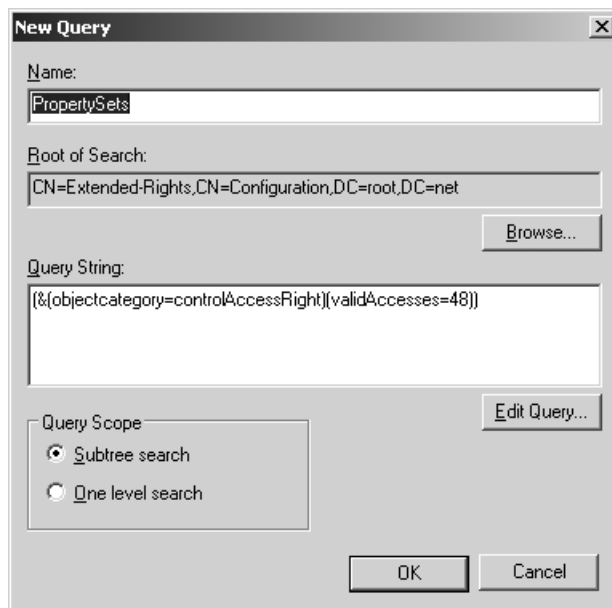 New Query
Name:
PropertySets
Root of Search:
CN=Extended-Rights,CN=Configuration,DC=root,DC=net
Browse...
Query String:
(&(objectcategory=controlAccessRight)(validAccesses=48))
Edit Query...
Query Scope
Subtree search
One level search
OK
Cancel